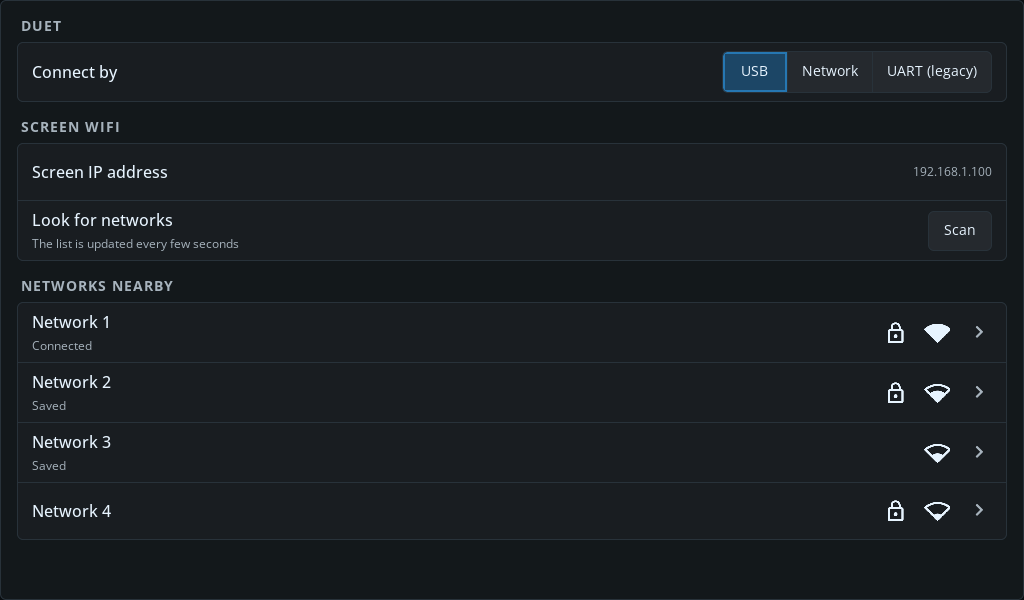 DUET
Connect by
USB
Network
UART (legacy)
SCREEN WIFI
Screen IP address
192.168.1.100
Look for networks
The list is updated every few seconds
Scan
NETWORKS NEARBY
Network 1
Connected
Network 2
Saved
Network 3
Saved
Network 4